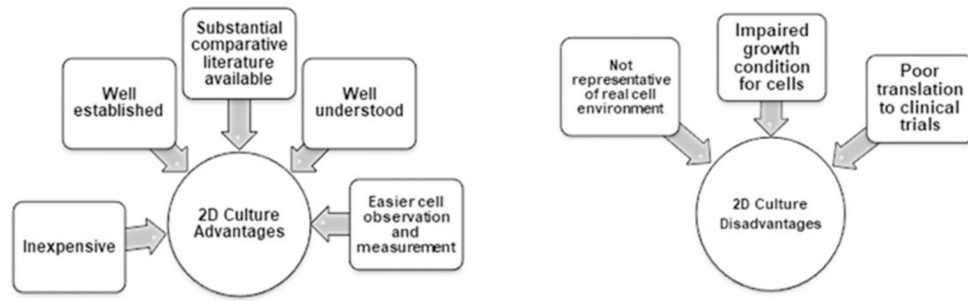 Inexpensive
Well
established
Substantial
comparative
literature
available
Well
understood
Easier cell
observation
and
measurement
2D Culture
Advantages
Not
representative
of real cell
environment
Impaired
growth
condition
for cells
Poor
translation
to clinical
trials
2D Culture
Disadvantages